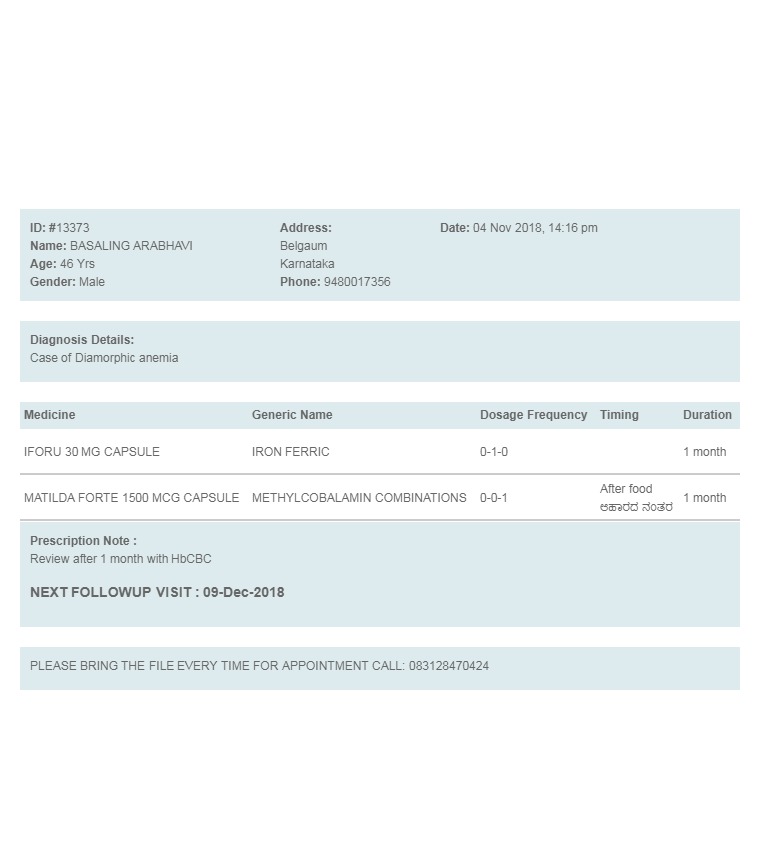 ID: #13373
Name: BASALING ARABHAVI
Age: 46 Yrs
Gender: Male
Address:
Belgaum
Karnataka
Phone: 9480017356
Date: 04 Nov 2018, 14:16 pm
Diagnosis Details:
Case of Diamorphic anemia
Medicine Generic Name Dosage Frequency Timing Duration
IFORU 30 MG CAPSULE IRON FERRIC 0-1-0 1 month
MATILDA FORTE 1500 MCG CAPSULE METHYLCOBALAMIN COMBINATIONS 0-0-1 After food 1 month
ಆಹಾರದ ನಂತರ
Prescription Note :
Review after 1 month with HbCBC
NEXT FOLLOWUP VISIT : 09-Dec-2018
PLEASE BRING THE FILE EVERY TIME FOR APPOINTMENT CALL: 083128470424